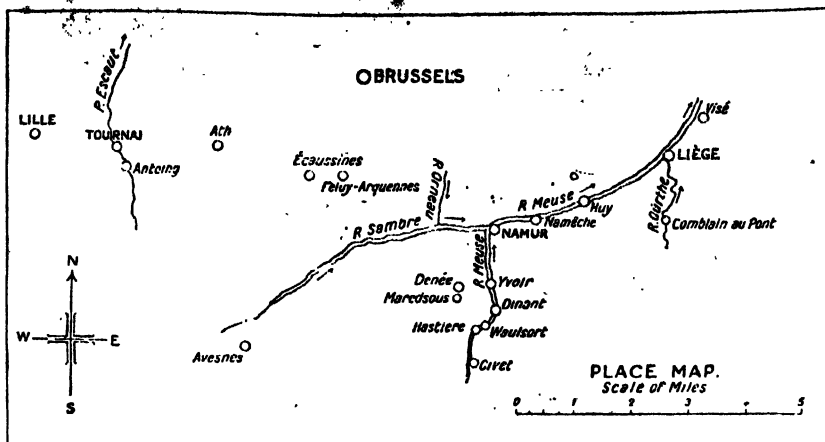 BRUSSELS
R. Escaut
LILLE
TOURNAI
Ath
Antoing
Écaussines
Feluy-Arquennes
R. Orneau
Visé
LIÈGE
R. Ourthe
R. Meuse
Huy
Namêche
Comblain au Pont
R. Sambre
NAMUR
R. Meuse
Denée
Maredsous
Yvoir
Dinant
Hastiere
Waulsort
Givet
Avesnes
N
W
E
S
PLACE MAP.
Scale of Miles
0 1 2 3 5